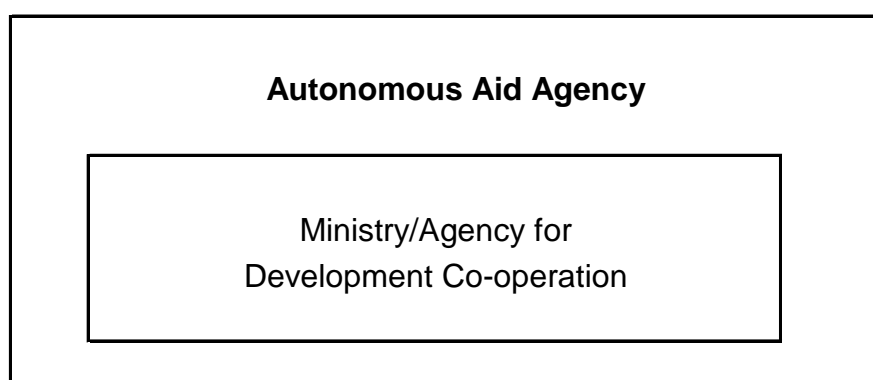 Autonomous Aid Agency
Ministry/Agency for
Development Co-operation